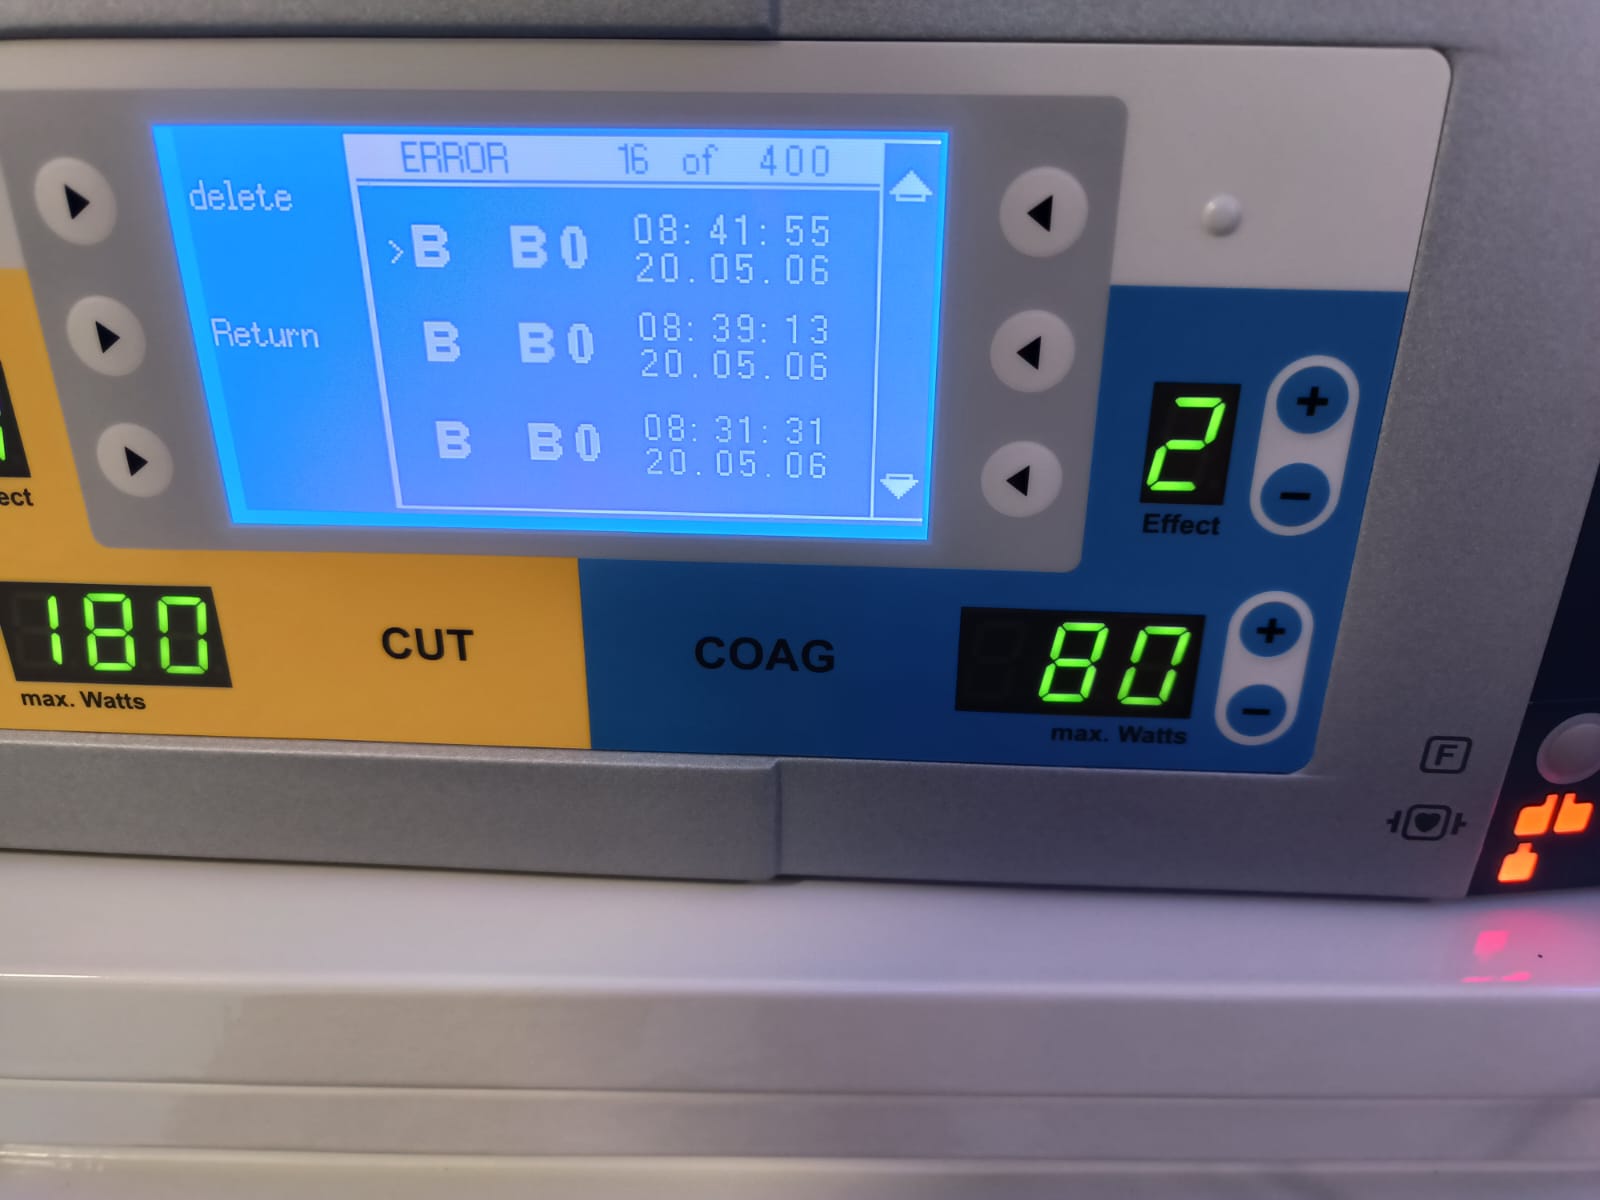 ERROR 16 of 400
delete
>B B0 08:41:55
20.05.06
Return
B B0 08:39:13
20.05.06
B B0 08:31:31
20.05.06
2
+
-
Effect
180
max. Watts
CUT
COAG
80
+
-
max. Watts
F